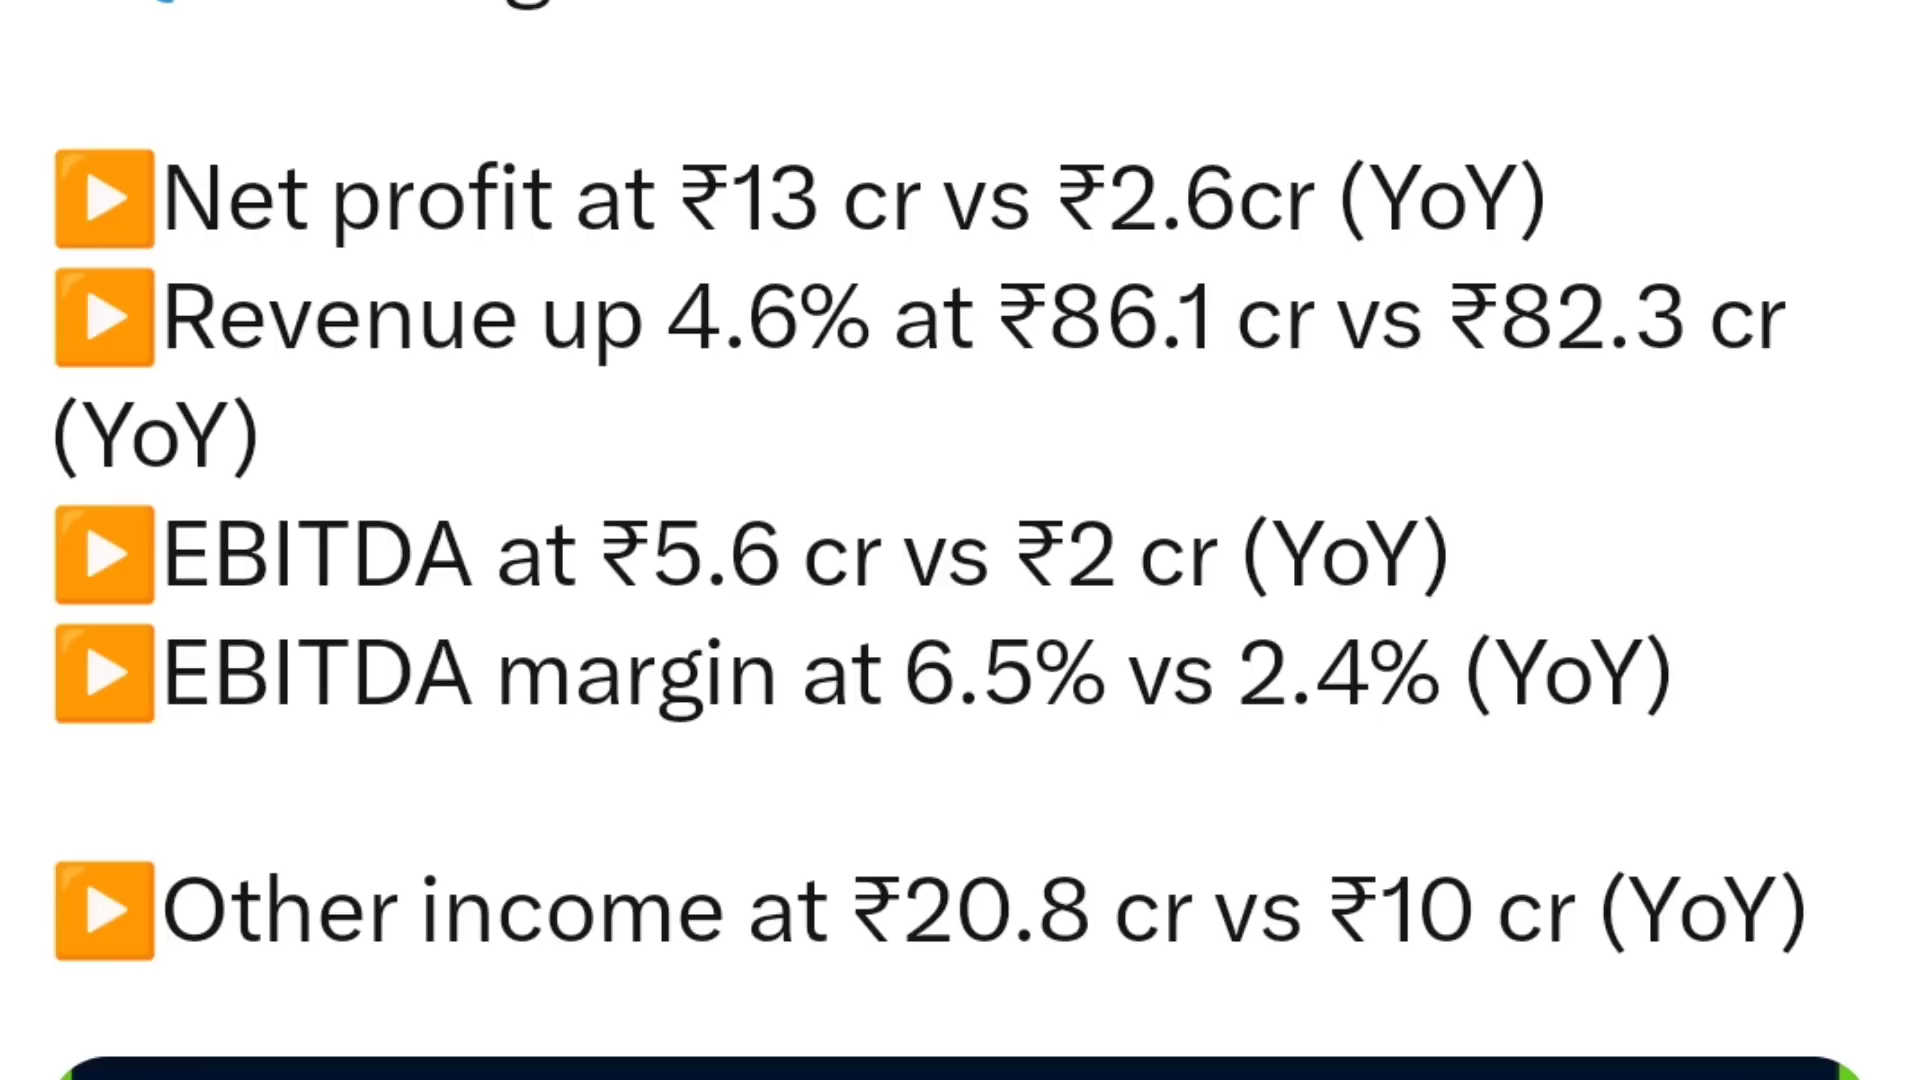 ▶️Net profit at ₹13 cr vs ₹2.6cr (YoY)
▶️Revenue up 4.6% at ₹86.1 cr vs ₹82.3 cr
(YoY)
▶️EBITDA at ₹5.6 cr vs ₹2 cr (YoY)
▶️EBITDA margin at 6.5% vs 2.4% (YoY)
▶️Other income at ₹20.8 cr vs ₹10 cr (YoY)